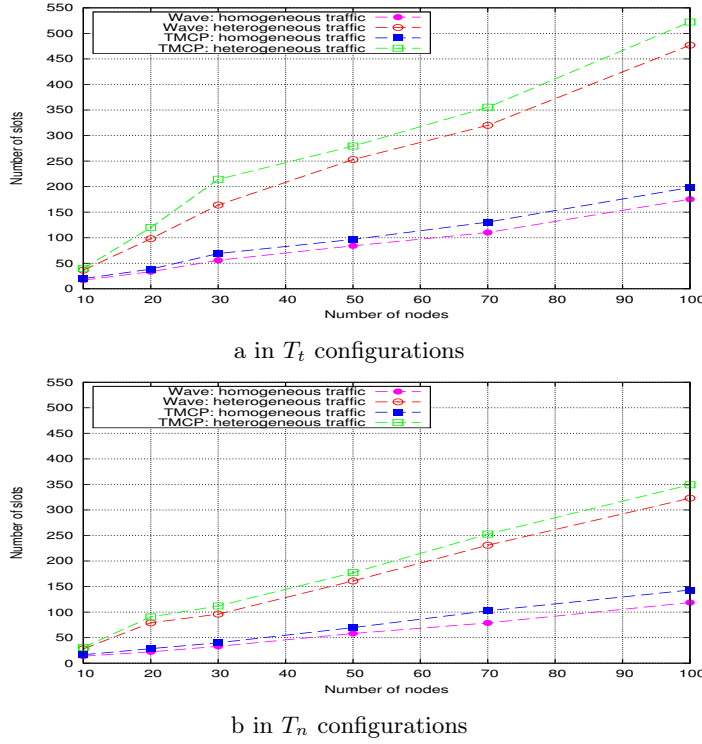 Wave: homogeneous traffic
Wave: heterogeneous traffic
TMCP: homogeneous traffic
TMCP: heterogeneous traffic
550
500
450
400
350
300
250
200
150
100
50
0
Number of slots
10 20 30 40 50 60 70 80 90 100
Number of nodes
a in T_t configurations
Wave: homogeneous traffic
Wave: heterogeneous traffic
TMCP: homogeneous traffic
TMCP: heterogeneous traffic
550
500
450
400
350
300
250
200
150
100
50
0
Number of slots
10 20 30 40 50 60 70 80 90 100
Number of nodes
b in T_n configurations